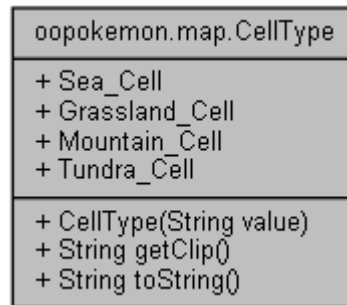 oopokemon.map.CellType
+ Sea_Cell
+ Grassland_Cell
+ Mountain_Cell
+ Tundra_Cell
+ CellType(String value)
+ String getClip()
+ String toString()